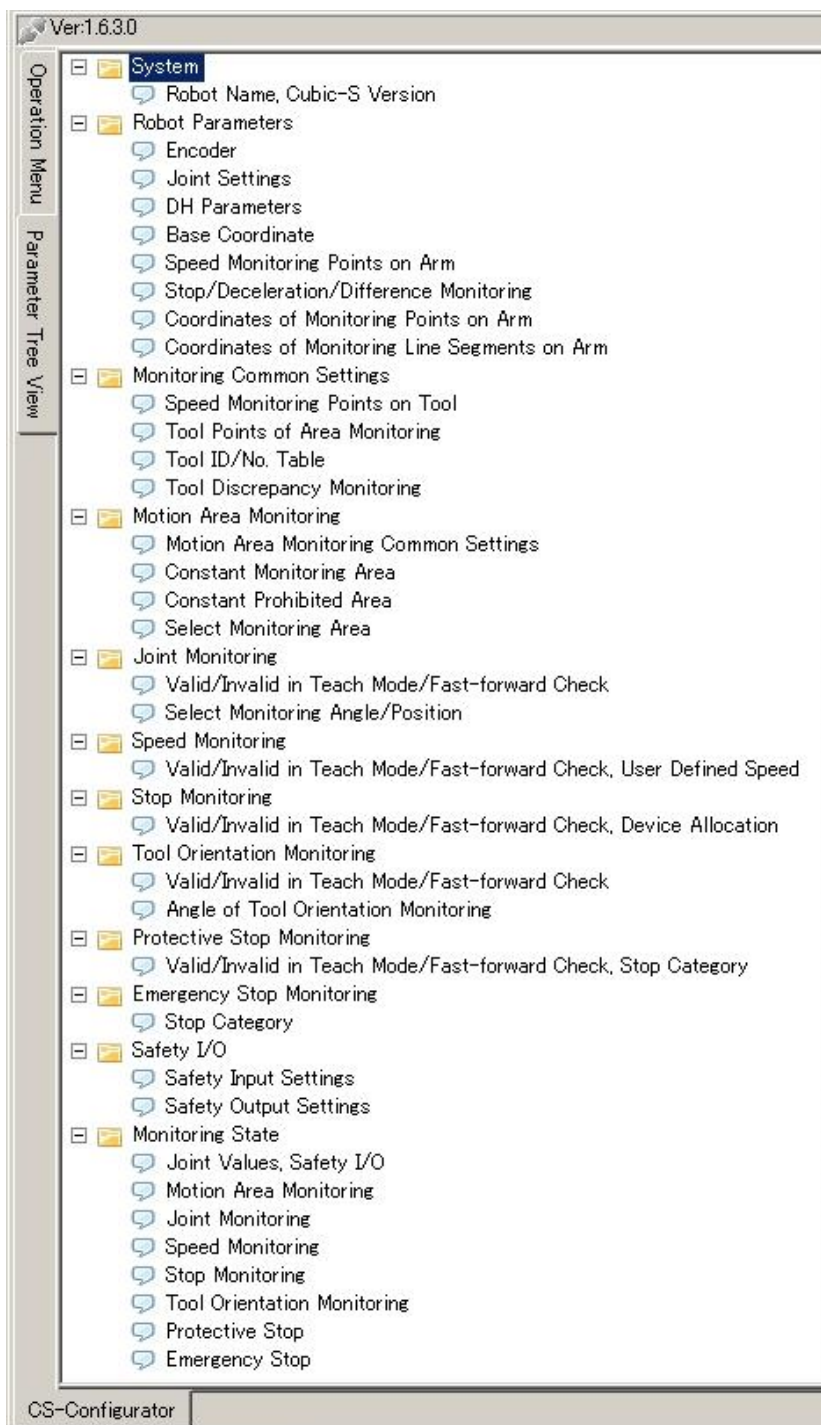 Ver:1.6.3.0
Operation Menu
Parameter Tree View
System
Robot Name, Cubic-S Version
Robot Parameters
Encoder
Joint Settings
DH Parameters
Base Coordinate
Speed Monitoring Points on Arm
Stop/Deceleration/Difference Monitoring
Coordinates of Monitoring Points on Arm
Coordinates of Monitoring Line Segments on Arm
Monitoring Common Settings
Speed Monitoring Points on Tool
Tool Points of Area Monitoring
Tool ID/No. Table
Tool Discrepancy Monitoring
Motion Area Monitoring
Motion Area Monitoring Common Settings
Constant Monitoring Area
Constant Prohibited Area
Select Monitoring Area
Joint Monitoring
Valid/Invalid in Teach Mode/Fast-forward Check
Select Monitoring Angle/Position
Speed Monitoring
Valid/Invalid in Teach Mode/Fast-forward Check, User Defined Speed
Stop Monitoring
Valid/Invalid in Teach Mode/Fast-forward Check, Device Allocation
Tool Orientation Monitoring
Valid/Invalid in Teach Mode/Fast-forward Check
Angle of Tool Orientation Monitoring
Protective Stop Monitoring
Valid/Invalid in Teach Mode/Fast-forward Check, Stop Category
Emergency Stop Monitoring
Stop Category
Safety I/O
Safety Input Settings
Safety Output Settings
Monitoring State
Joint Values, Safety I/O
Motion Area Monitoring
Joint Monitoring
Speed Monitoring
Stop Monitoring
Tool Orientation Monitoring
Protective Stop
Emergency Stop
CS-Configurator